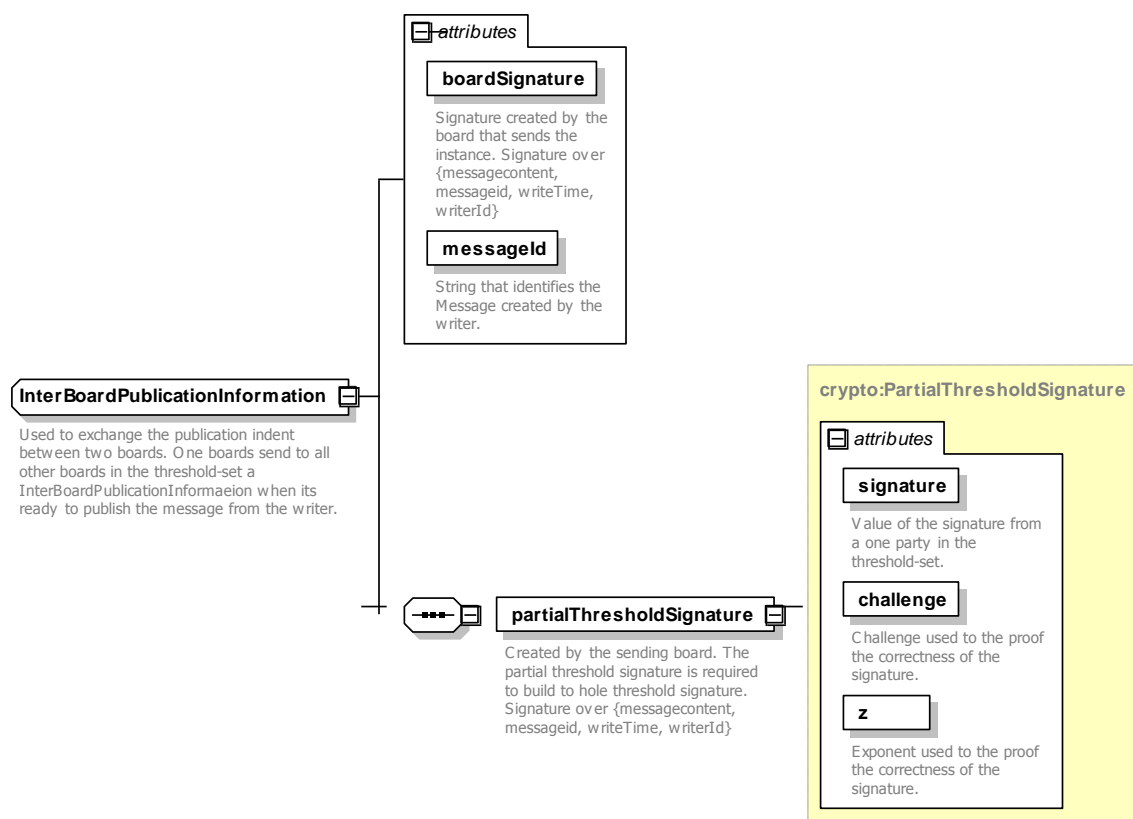 attributes
boardSignature
Signature created by the
board that sends the
instance. Signature over
{messagecontent,
messageid, writeTime,
writerId}
messageId
String that identifies the
Message created by the
writer.
InterBoardPublicationInformation
Used to exchange the publication indent
between two boards. One boards send to all
other boards in the threshold-set a
InterBoardPublicationInformaeion when its
ready to publish the message from the writer.
partialThresholdSignature
Created by the sending board. The
partial threshold signature is required
to build to hole threshold signature.
Signature over {messagecontent,
messageid, writeTime, writerId}
crypto:PartialThresholdSignature
attributes
signature
Value of the signature from
a one party in the
threshold-set.
challenge
Challenge used to the proof
the correctness of the
signature.
z
Exponent used to the proof
the correctness of the
signature.